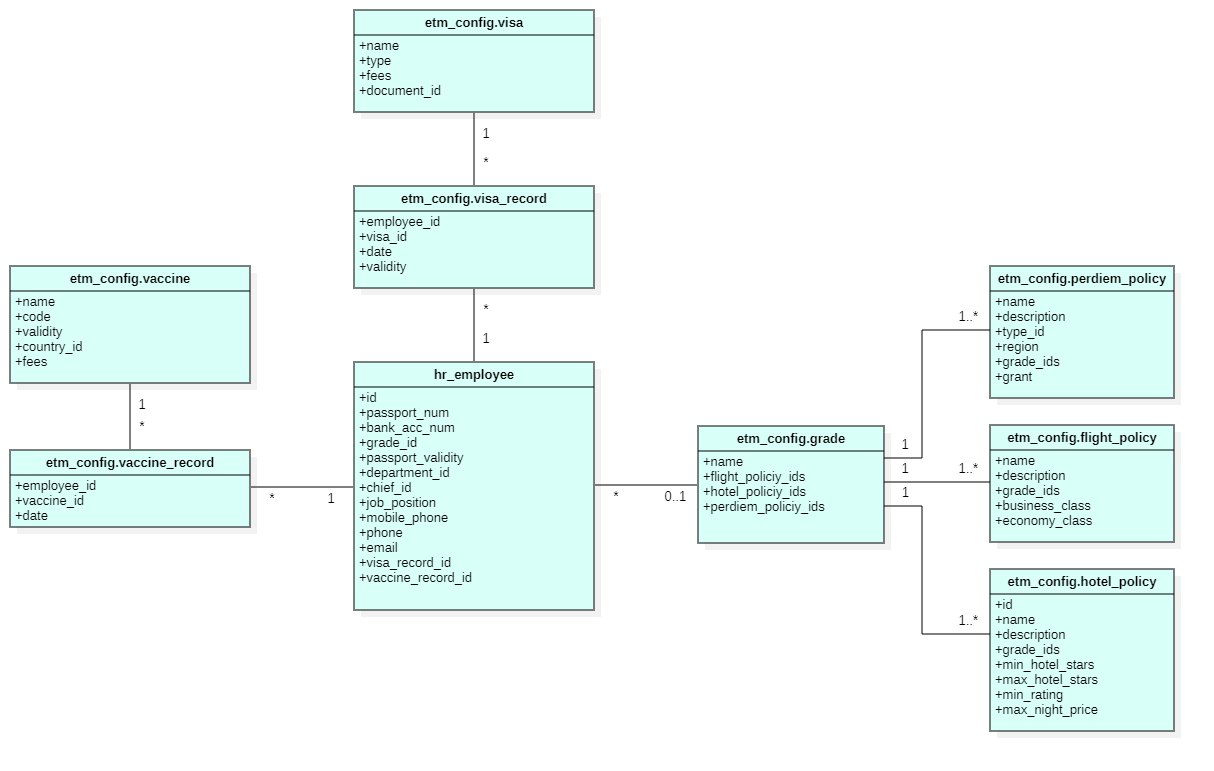 etm_config.visa
+name
+type
+fees
+document_id
1
*
etm_config.visa_record
+employee_id
+visa_id
+date
+validity
*
1
etm_config.vaccine
+name
+code
+validity
+country_id
+fees
1
*
etm_config.vaccine_record
+employee_id
+vaccine_id
+date
*
1
hr_employee
+id
+passport_num
+bank_acc_num
+grade_id
+passport_validity
+department_id
+chief_id
+job_position
+mobile_phone
+phone
+email
+visa_record_id
+vaccine_record_id
*
0..1
etm_config.grade
+name
+flight_policiy_ids
+hotel_policiy_ids
+perdiem_policiy_ids
1
1..*
1
1..*
1
1..*
etm_config.perdiem_policy
+name
+description
+type_id
+region
+grade_ids
+grant
etm_config.flight_policy
+name
+description
+grade_ids
+business_class
+economy_class
etm_config.hotel_policy
+id
+name
+description
+grade_ids
+min_hotel_stars
+max_hotel_stars
+min_rating
+max_night_price